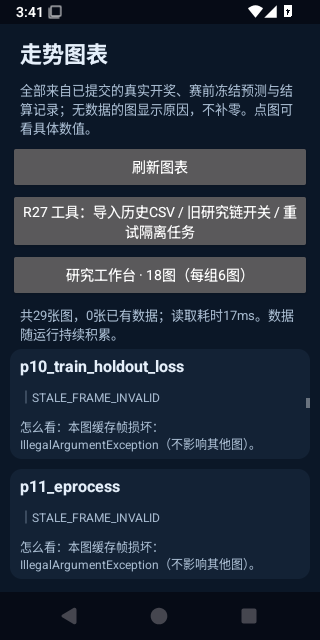 3:41
走势图表
全部来自已提交的真实开奖、赛前冻结预测与结
算记录；无数据的图显示原因，不补零。点图可
看具体数值。
刷新图表
R27 工具：导入历史CSV / 旧研究链开关 / 重
试隔离任务
研究工作台 · 18图（每组6图）
共29张图，0张已有数据；读取耗时17ms。数据
随运行持续积累。
p10_train_holdout_loss
STALE_FRAME_INVALID
怎么看：本图缓存帧损坏：
IllegalArgumentException（不影响其他图）。
p11_eprocess
STALE_FRAME_INVALID
怎么看：本图缓存帧损坏：
IllegalArgumentException（不影响其他图）。